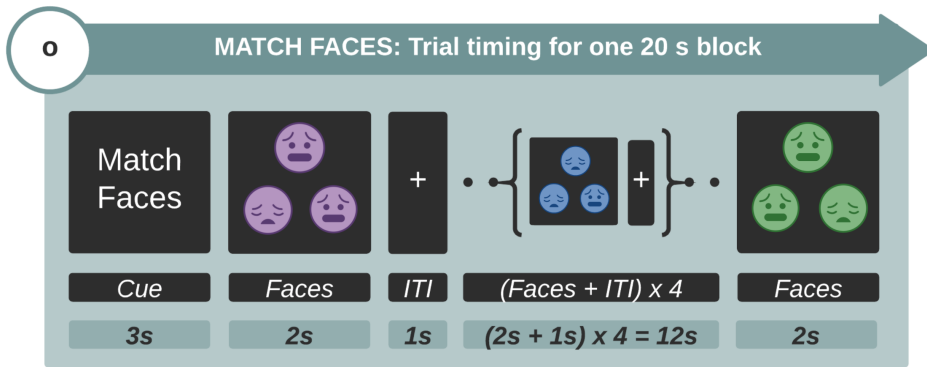 o
MATCH FACES: Trial timing for one 20 s block
Match
Faces
+
+
Cue
Faces
ITI
(Faces + ITI) x 4
Faces
3s
2s
1s
(2s + 1s) x 4 = 12s
2s